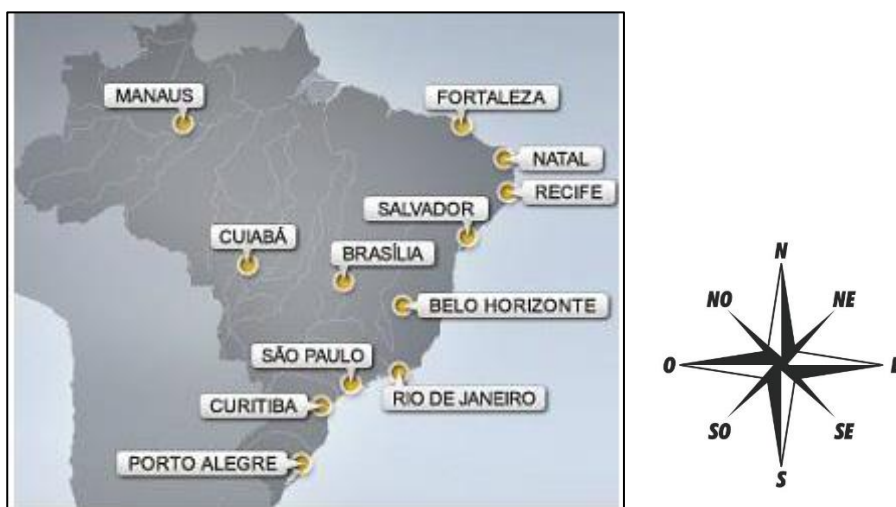 MANAUS
FORTALEZA
NATAL
RECIFE
SALVADOR
CUIABÁ
BRASÍLIA
BELO HORIZONTE
SÃO PAULO
RIO DE JANEIRO
CURITIBA
PORTO ALEGRE
N
NO
NE
O
SO
SE
S